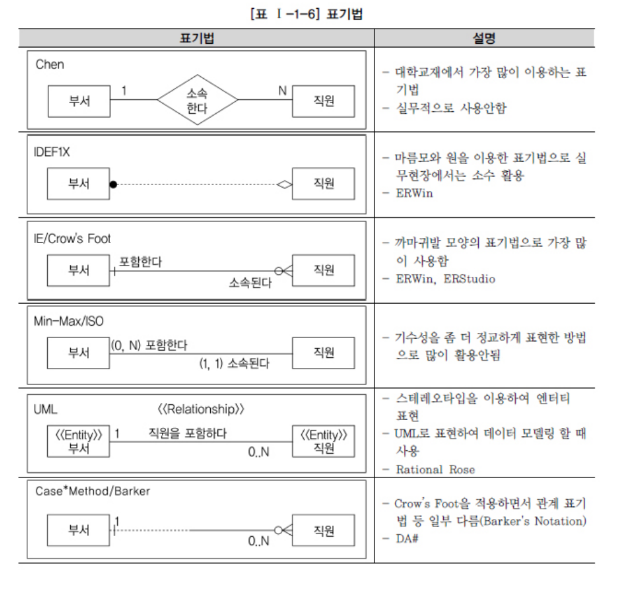 [표 Ⅰ-1-6] 표기법
표기법 설명
Chen
부서 1 소속 N 직원
한다
- 대학교재에서 가장 많이 이용하는 표
기법
- 실무적으로 사용안함
IDEF1X
부서 직원
- 마름모와 원을 이용한 표기법으로 실
무현장에서는 소수 활용
- ERWin
IE/Crow's Foot
부서 포함한다 직원
소속된다
- 까마귀발 모양의 표기법으로 가장 많
이 사용함
- ERWin, ERStudio
Min-Max/ISO
부서 (0, N) 포함한다 직원
(1, 1) 소속된다
- 기수성을 좀 더 정교하게 표현한 방법
으로 많이 활용안됨
UML 《Relationship》
《Entity》 1 직원을 포함하다 《Entity》
부서 0..N 직원
- 스테레오타입을 이용하여 엔터티
표현
- UML로 표현하여 데이터 모델링 할 때
사용
- Rational Rose
Case*Method/Barker
부서 1 직원
0..N
- Crow's Foot을 적용하면서 관계 표기
법 등 일부 다름(Barker's Notation)
- DA#